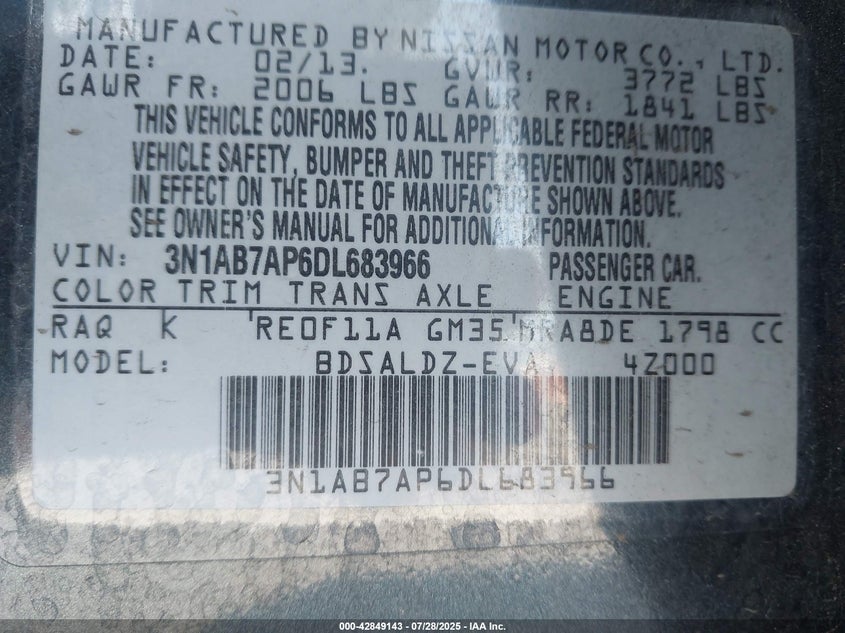 MANUFACTURED BY NISSAN MOTOR CO., LTD.
DATE: 02/13. GVWR: 3772 LBS
GAWR FR: 2006 LBS GAWR RR: 1841 LBS
THIS VEHICLE CONFORMS TO ALL APPLICABLE FEDERAL MOTOR
VEHICLE SAFETY, BUMPER AND THEFT PREVENTION STANDARDS
IN EFFECT ON THE DATE OF MANUFACTURE SHOWN ABOVE.
SEE OWNER'S MANUAL FOR ADDITIONAL INFORMATION.
VIN: 3N1AB7AP6DL683966 PASSENGER CAR.
COLOR TRIM TRANS AXLE ENGINE
RAQ K RE0F11A GM35 MRA8DE 1798 CC
MODEL: BDSALDZ-EVA 4Z000
3N1AB7AP6DL683966
000-42849143 — 07/28/2025 — IAA Inc.